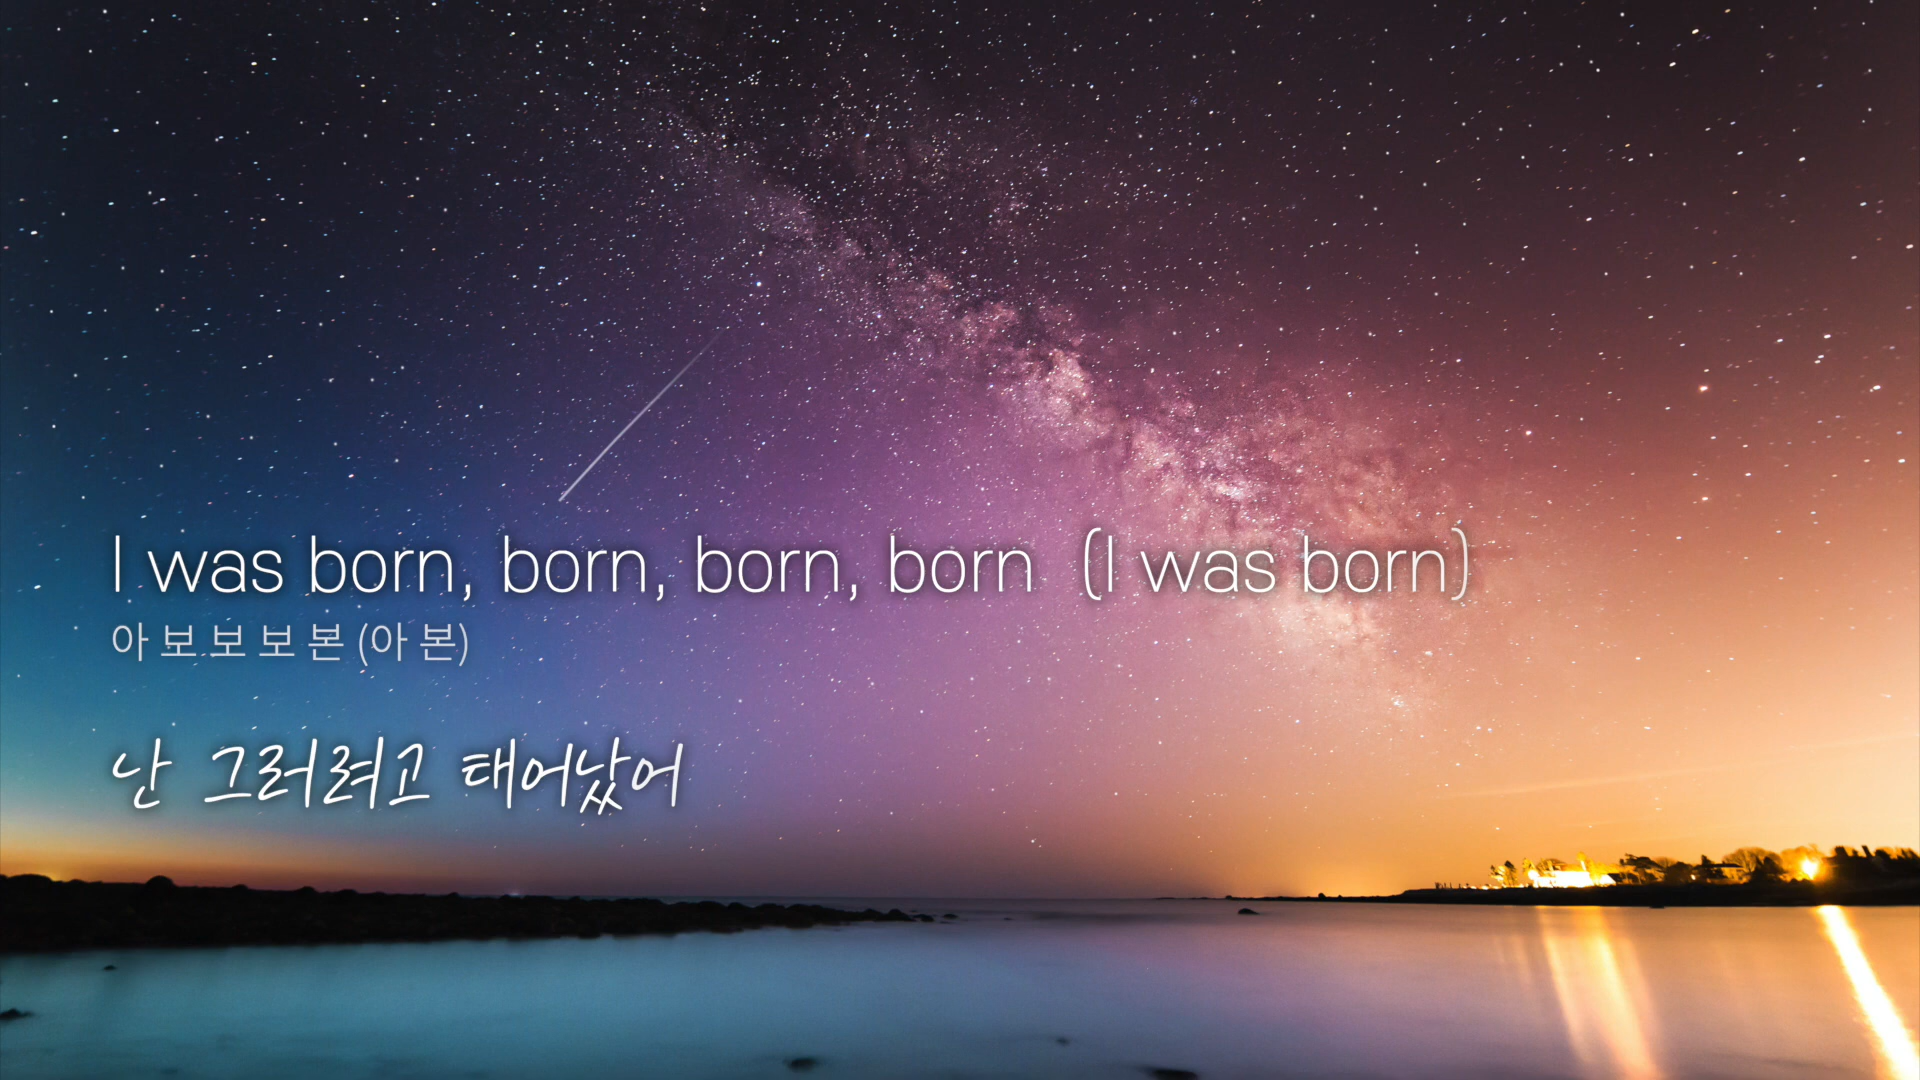 I was born, born, born, born (I was born)
아 보 보 보 본 (아 본)
난 그러려고 태어났어